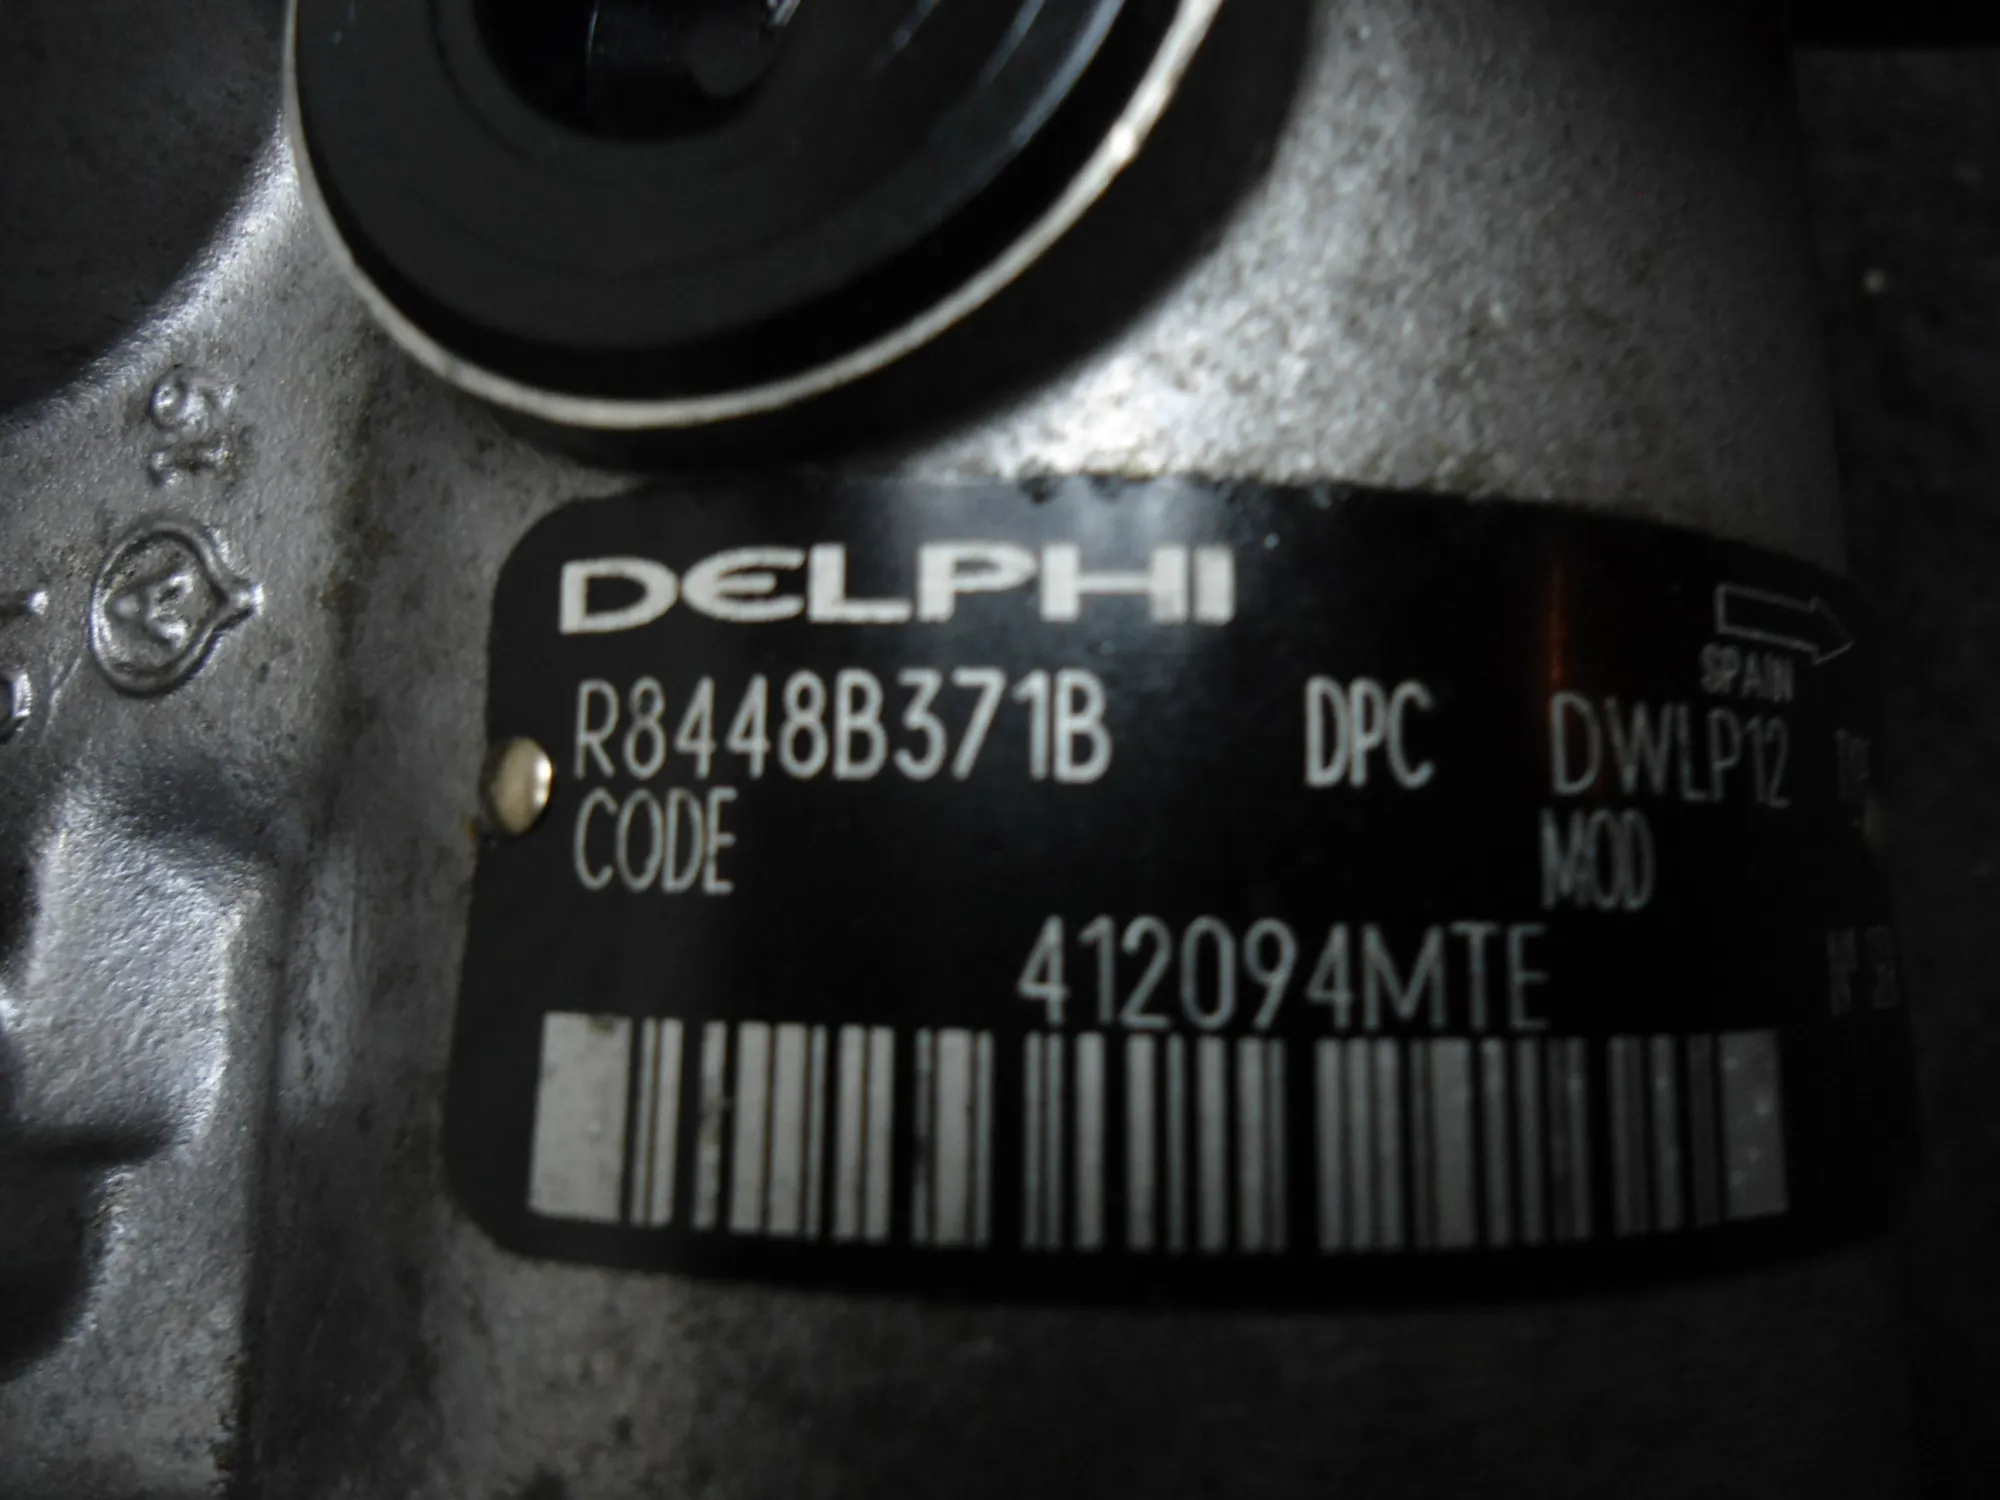 DELPHI
SPAIN
R8448B371B DPC DWLP12
CODE MOD
412094MTE